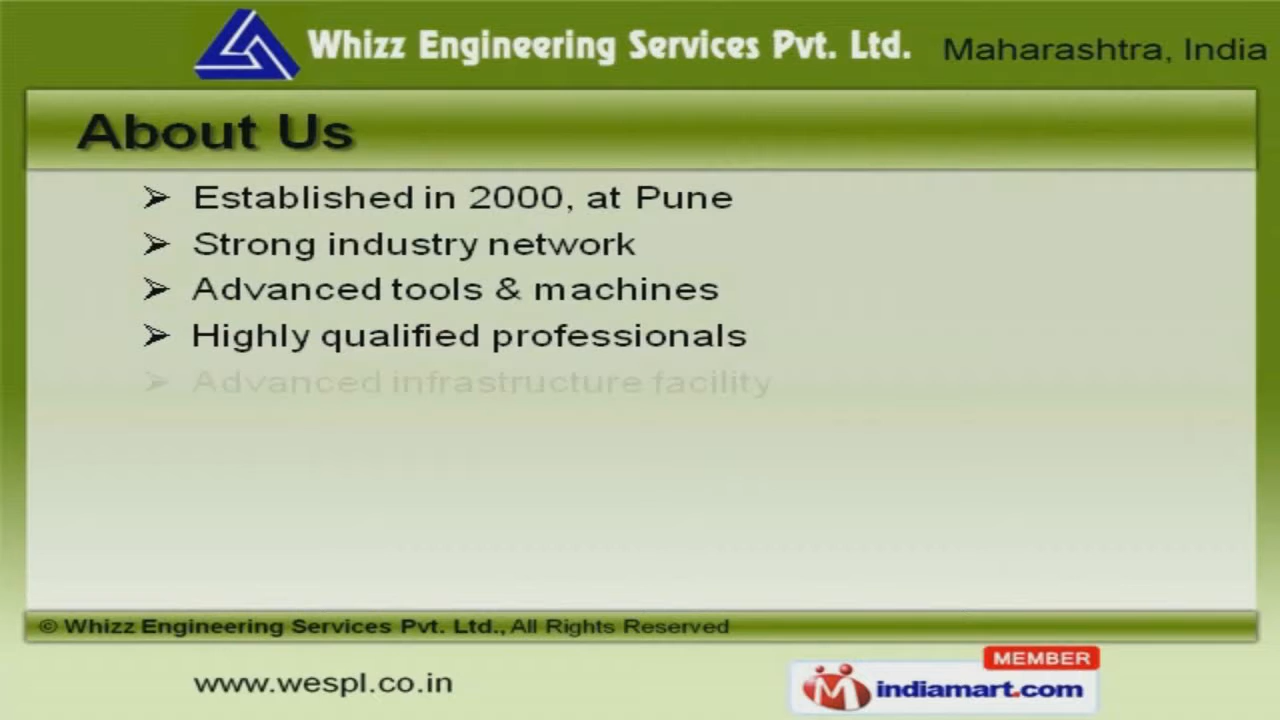 Whizz Engineering Services Pvt. Ltd. Maharashtra, India
About Us
➢ Established in 2000, at Pune
➢ Strong industry network
➢ Advanced tools & machines
➢ Highly qualified professionals
➢ Advanced infrastructure facility
© Whizz Engineering Services Pvt. Ltd., All Rights Reserved
www.wespl.co.in
MEMBER
indiamart.com